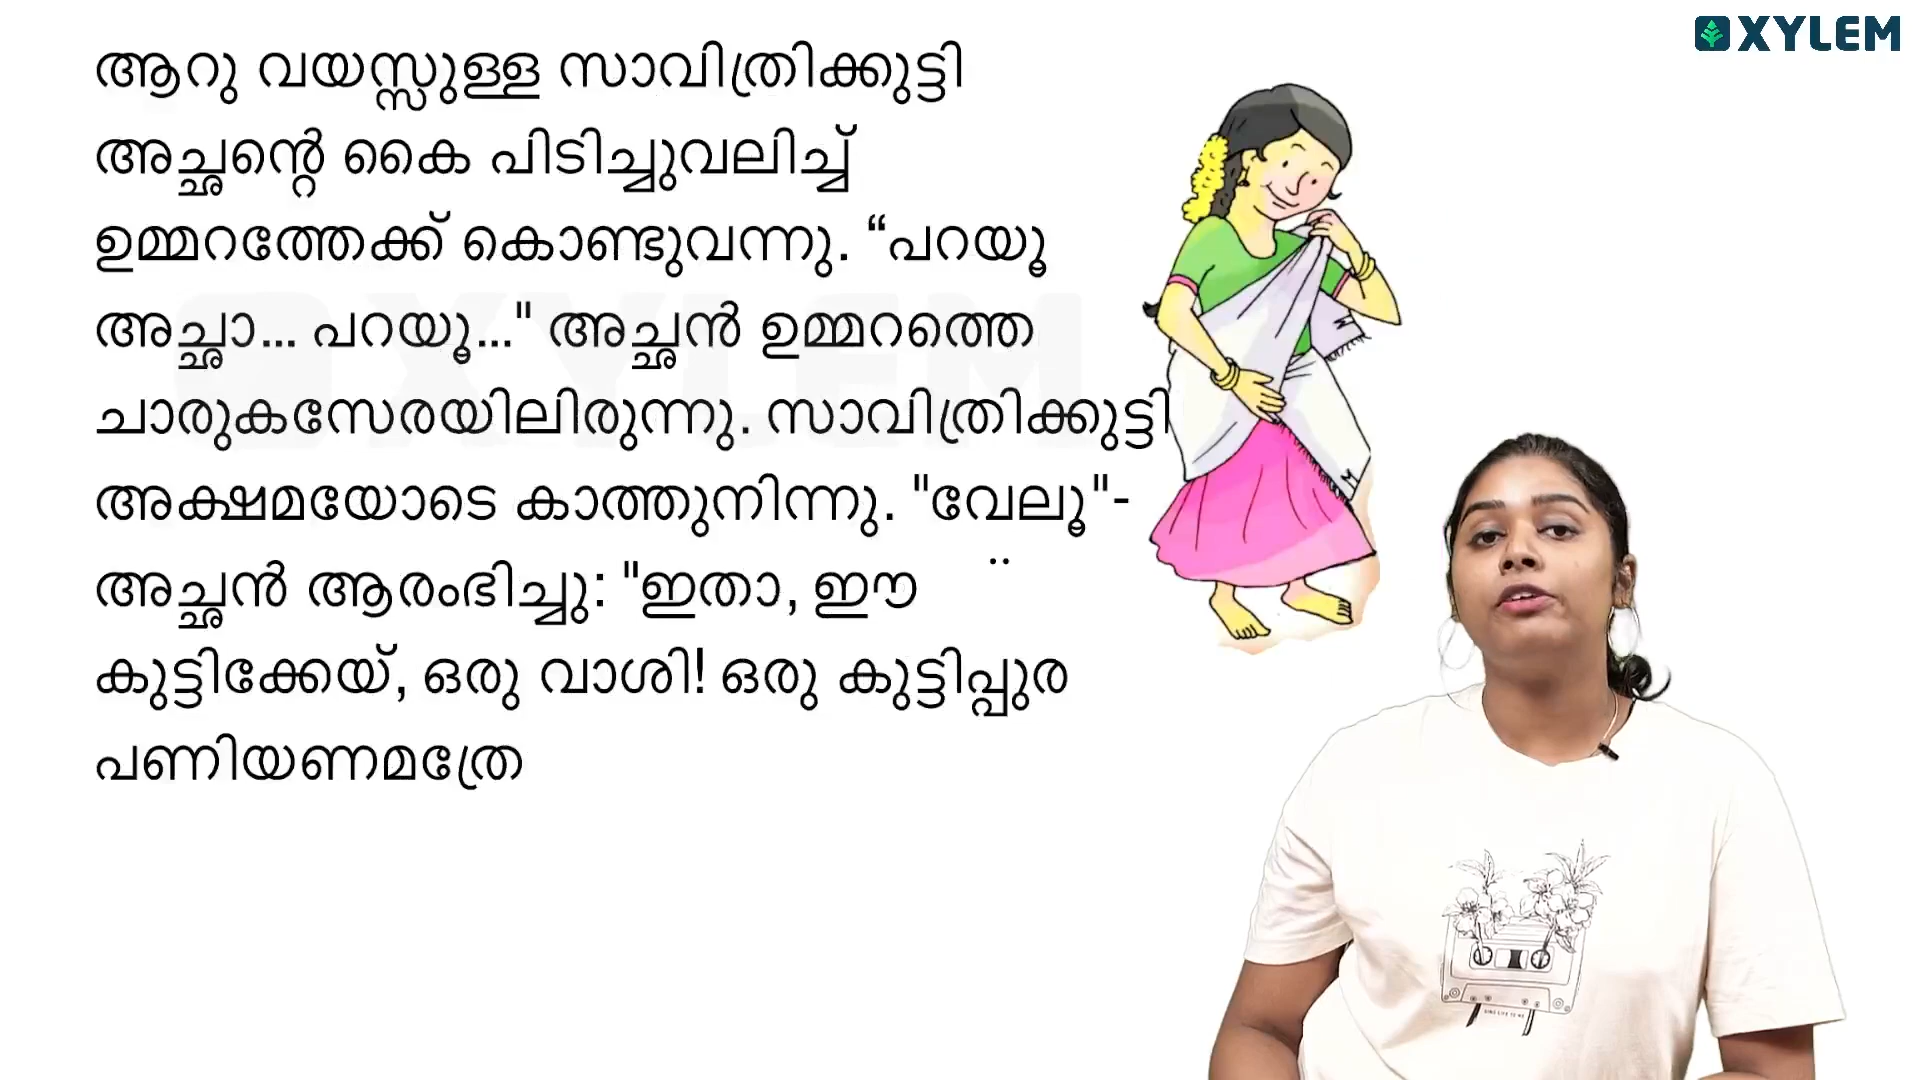 XYLEM
ആറു വയസ്സുള്ള സാവിത്രിക്കുട്ടി
അച്ഛന്റെ കൈ പിടിച്ചുവലിച്ച്
ഉമ്മറത്തേക്ക് കൊണ്ടുവന്നു. “പറയൂ
അച്ഛാ... പറയൂ..." അച്ഛൻ ഉമ്മറത്തെ
ചാരുകസേരയിലിരുന്നു. സാവിത്രിക്കുട്ടി
അക്ഷമയോടെ കാത്തുനിന്നു. "വേലൂ"-
അച്ഛൻ ആരംഭിച്ചു: "ഇതാ, ഈ
കുട്ടിക്കേയ്, ഒരു വാശി! ഒരു കുട്ടിപ്പുര
പണിയണമത്രേ